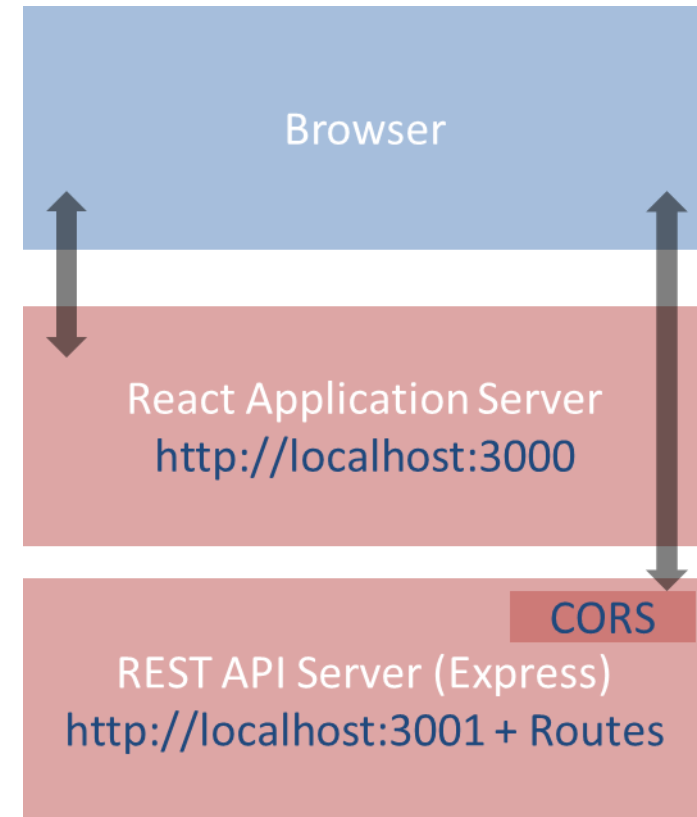 Browser
React Application Server
http://localhost:3000
CORS
REST API Server (Express)
http://localhost:3001 + Routes